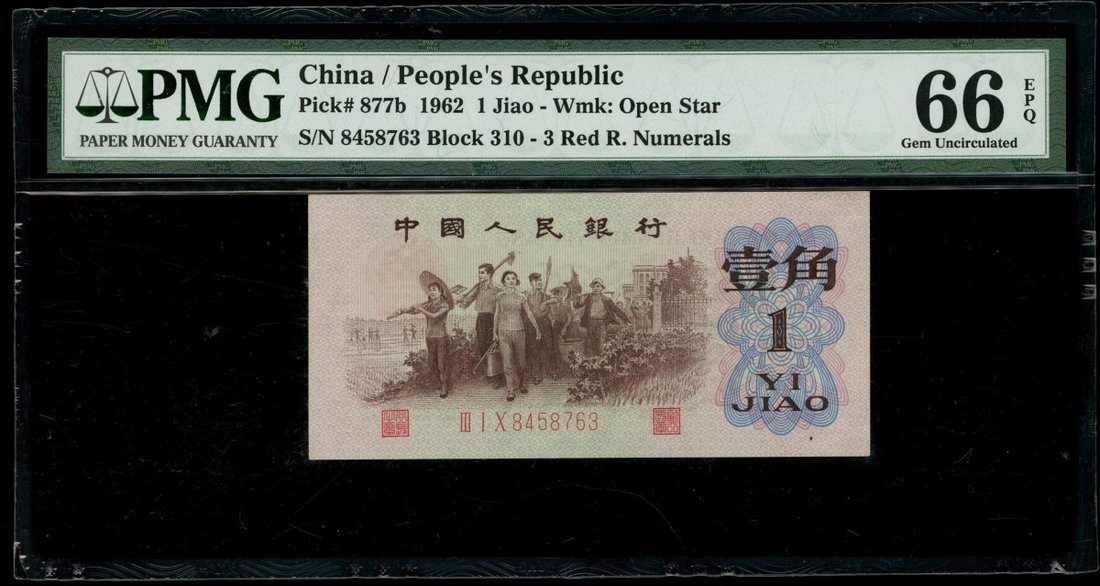 PMG
PAPER MONEY GUARANTY
China / People's Republic
Pick# 877b 1962 1 Jiao - Wmk: Open Star
S/N 8458763 Block 310 - 3 Red R. Numerals
66
EPQ
Gem Uncirculated
中國人民銀行
壹角
1
YI
JIAO
III I X 8458763